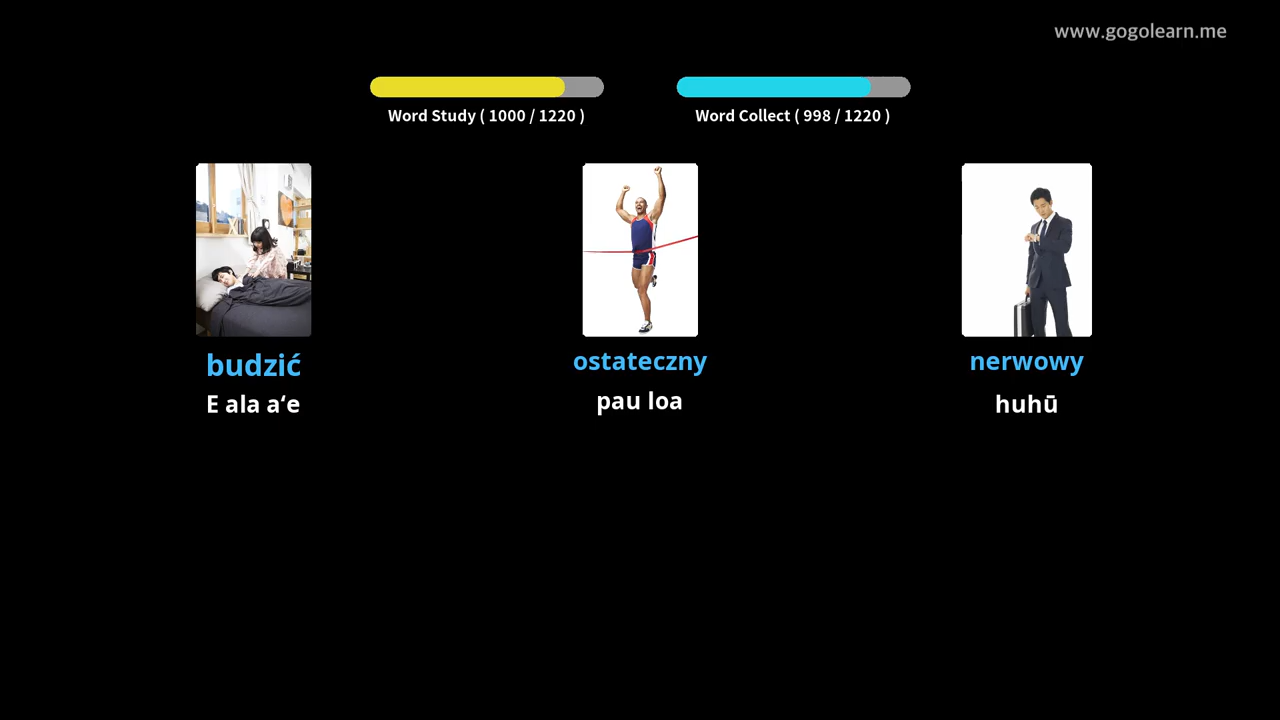 www.gogolearn.me
Word Study ( 1000 / 1220 )
Word Collect ( 998 / 1220 )
budzić
ostateczny
nerwowy
E ala aʻe
pau loa
huhū